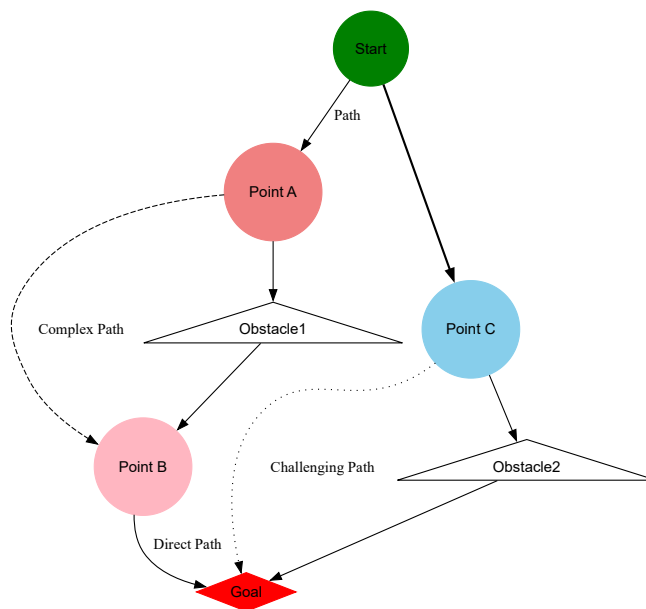 Start
Path
Point A
Obstacle1
Complex Path
Point C
Point B
Challenging Path
Obstacle2
Direct Path
Goal